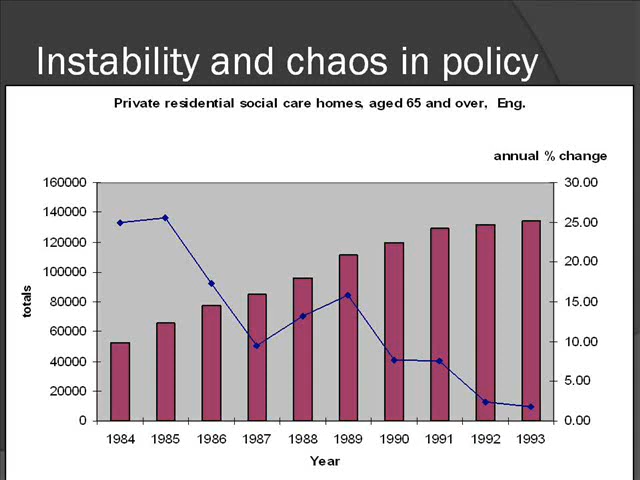 Instability and chaos in policy
Private residential social care homes, aged 65 and over, Eng.
annual % change
160000
140000
120000
100000
80000
60000
40000
20000
0
totals
30.00
25.00
20.00
15.00
10.00
5.00
0.00
1984 1985 1986 1987 1988 1989 1990 1991 1992 1993
Year